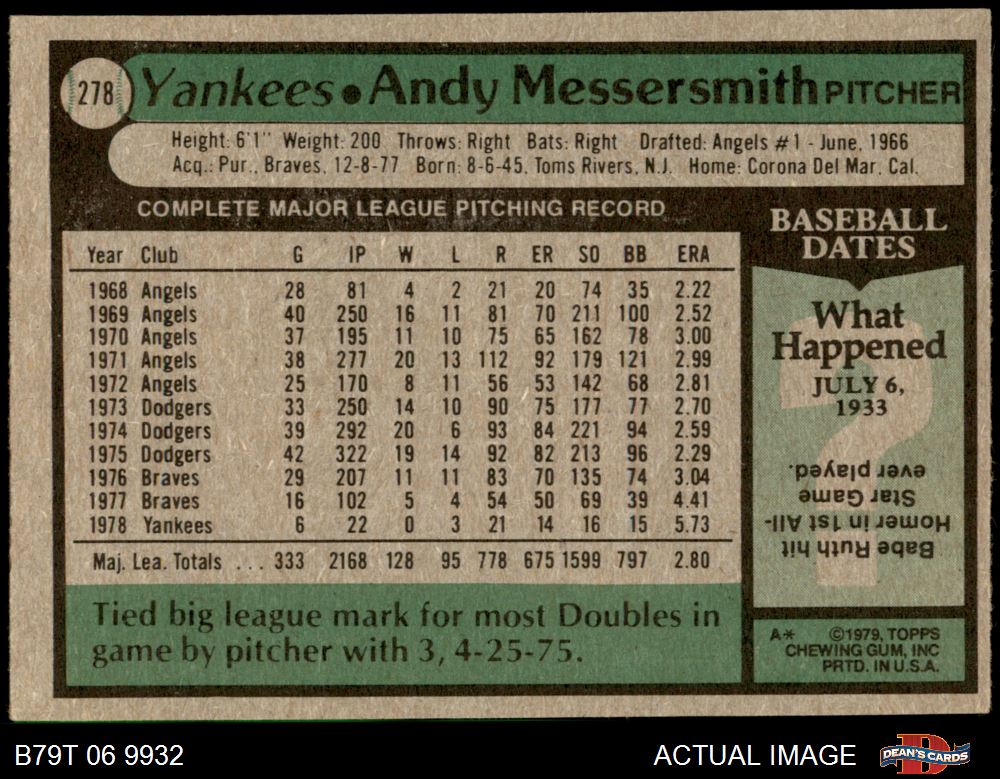 278 Yankees • Andy Messersmith PITCHER
Height: 6'1" Weight: 200 Throws: Right Bats: Right Drafted: Angels #1 - June, 1966
Acq.: Pur., Braves, 12-8-77 Born: 8-6-45, Toms Rivers, N.J. Home: Corona Del Mar, Cal.
COMPLETE MAJOR LEAGUE PITCHING RECORD
Year Club G IP W L R ER SO BB ERA
1968 Angels 28 81 4 2 21 20 74 35 2.22
1969 Angels 40 250 16 11 81 70 211 100 2.52
1970 Angels 37 195 11 10 75 65 162 78 3.00
1971 Angels 38 277 20 13 112 92 179 121 2.99
1972 Angels 25 170 8 11 56 53 142 68 2.81
1973 Dodgers 33 250 14 10 90 75 177 77 2.70
1974 Dodgers 39 292 20 6 93 84 221 94 2.59
1975 Dodgers 42 322 19 14 92 82 213 96 2.29
1976 Braves 29 207 11 11 83 70 135 74 3.04
1977 Braves 16 102 5 4 54 50 69 39 4.41
1978 Yankees 6 22 0 3 21 14 16 15 5.73
Maj. Lea. Totals ... 333 2168 128 95 778 675 1599 797 2.80
Tied big league mark for most Doubles in
game by pitcher with 3, 4-25-75.
BASEBALL
DATES
What
Happened
JULY 6,
1933
?
Babe Ruth hit
Homer in 1st All-
Star Game
ever played.
A* ©1979, TOPPS
CHEWING GUM, INC
PRTD. IN U.S.A.
B79T 06 9932
ACTUAL IMAGE
D
DEAN'S CARDS